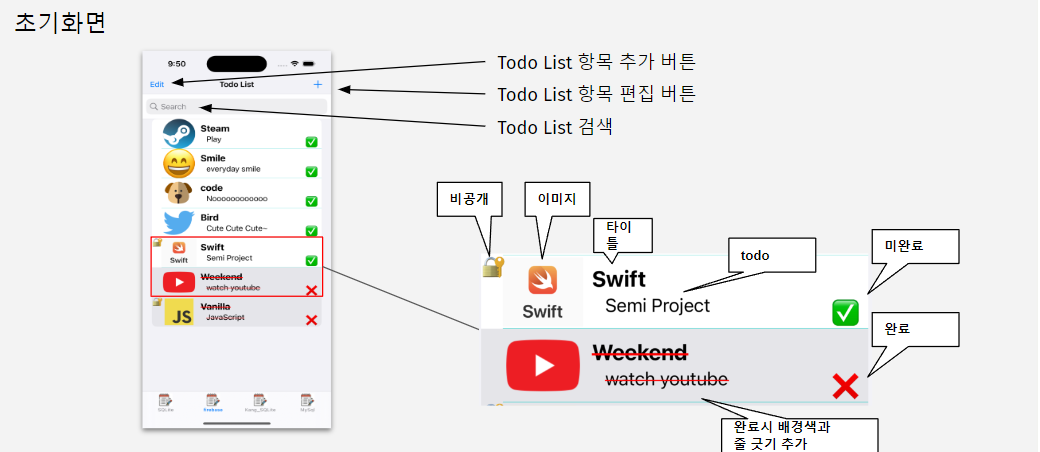 초기화면
9:50
Edit
Todo List
+
Search
Steam
Play
Smile
everyday smile
code
Noooooooooooo
Bird
Cute Cute Cute~
Swift
Swift
Semi Project
Weekend
watch youtube
JS
Vanilla
JavaScript
SQLite
Firebase
Kang_SQLite
MySql
Todo List 항목 추가 버튼
Todo List 항목 편집 버튼
Todo List 검색
비공개
이미지
타이
틀
todo
미완료
Swift
Swift
Semi Project
완료
Weekend
watch youtube
완료시 배경색과
줄 긋기 추가